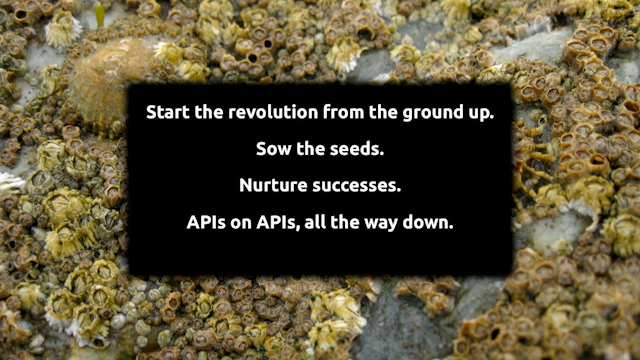 Start the revolution from the ground up.
Sow the seeds.
Nurture successes.
APIs on APIs, all the way down.